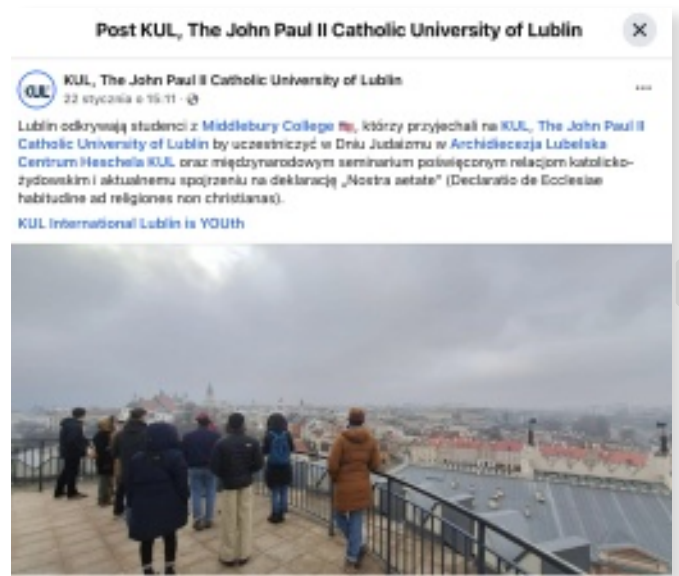 Post KUL, The John Paul II Catholic University of Lublin
KUL, The John Paul II Catholic University of Lublin
KUL
22 stycznia o 15:11 ·
Lublin odkrywają studenci z Middlebury College 🇺🇸, którzy przyjechali na KUL, The John Paul II
Catholic University of Lublin by uczestniczyć w Dniu Judaizmu w Archidiecezja Lubelska
Centrum Heschela KUL oraz międzynarodowym seminarium poświęconym relacjom katolicko-
żydowskim i aktualnemu spojrzeniu na deklarację „Nostra aetate" (Declaratio de Ecclesiae
habitudine ad religiones non christianas).
KUL International Lublin is YOUth